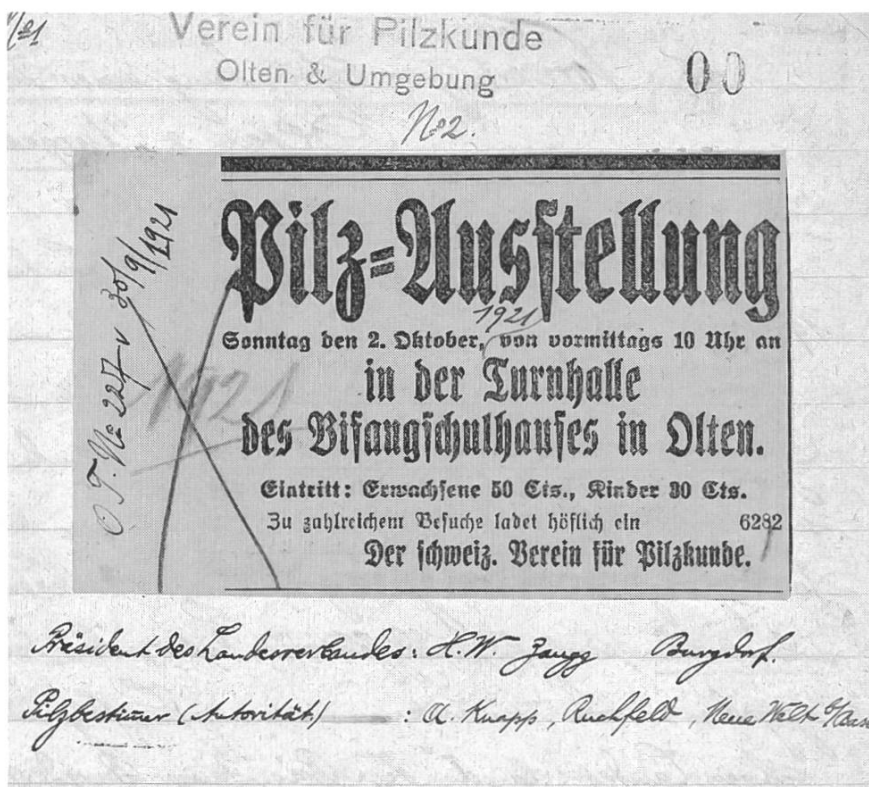 Verein für Pilzkunde
Olten & Umgebung
00
No 2.
O.T. No 227 v 30/9/1921
1921
Pilz=Ausstellung
1921
Sonntag den 2. Oktober, von vormittags 10 Uhr an
in der Turnhalle
des Bifangschulhauses in Olten.
Eintritt: Erwachsene 50 Cts., Kinder 30 Cts.
Zu zahlreichem Besuche ladet höflich ein 6282
Der schweiz. Verein für Pilzkunde.
Präsident des Landesverbandes: H.W. Zaugg Burgdorf.
Pilzbestimmer (Autorität) : A. Knapp, Ruchfeld, Neue Welt